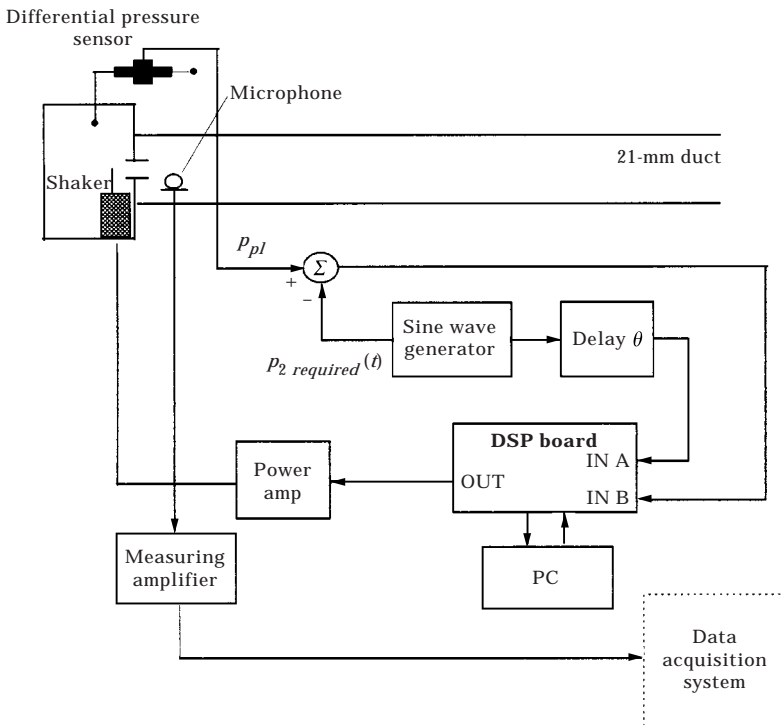 Differential pressure
sensor
Microphone
21-mm duct
Shaker
p_pl
Σ
+
−
Sine wave
generator
Delay θ
p_2 required(t)
DSP board
IN A
OUT
IN B
Power
amp
Measuring
amplifier
PC
Data
acquisition
system